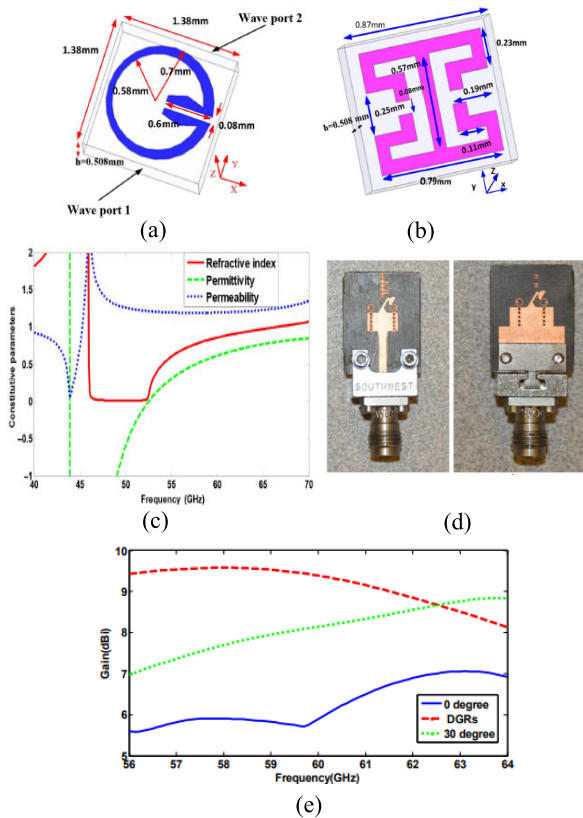 1.38mm
Wave port 2
1.38mm
0.7mm
0.58mm
0.6mm
0.08mm
h=0.508mm
Z
Y
X
Wave port 1
(a)
0.87mm
0.23mm
0.57mm
0.08mm
0.19mm
0.25mm
h=0.508 mm
0.11mm
0.79mm
Z
Y
x
(b)
Constitutive parameters
2
1.5
1
0.5
0
−0.5
−1
Refractive index
Permittivity
Permeability
40
45
50
55
60
65
70
Frequency (GHz)
(c)
SOUTHWEST
(d)
Gain(dBi)
10
9
8
7
6
5
0 degree
DGRs
30 degree
56
57
58
59
60
61
62
63
64
Frequency(GHz)
(e)